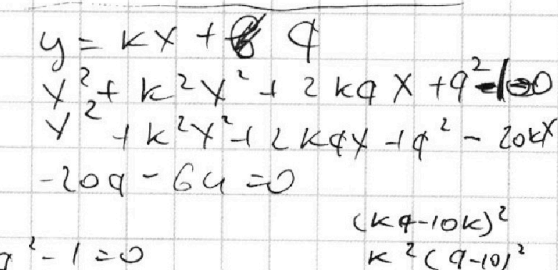 y = kx + q
x² + k²x² + 2kqx + q² - 1 = 0
x² + k²x² + 2kqx + q² - 20kx
-20q - 64 = 0
(kq-10k)²
q² - 1 = 0
k²(q-10)²